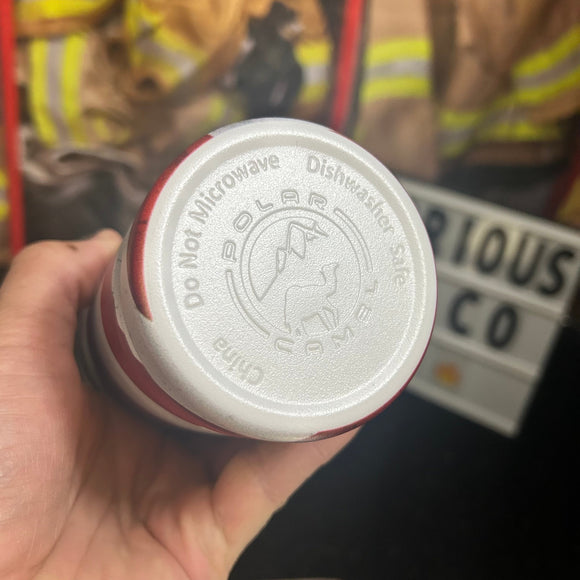 Do Not Microwave
Dishwasher Safe
POLAR
CAMEL
China
RIOUS
CO